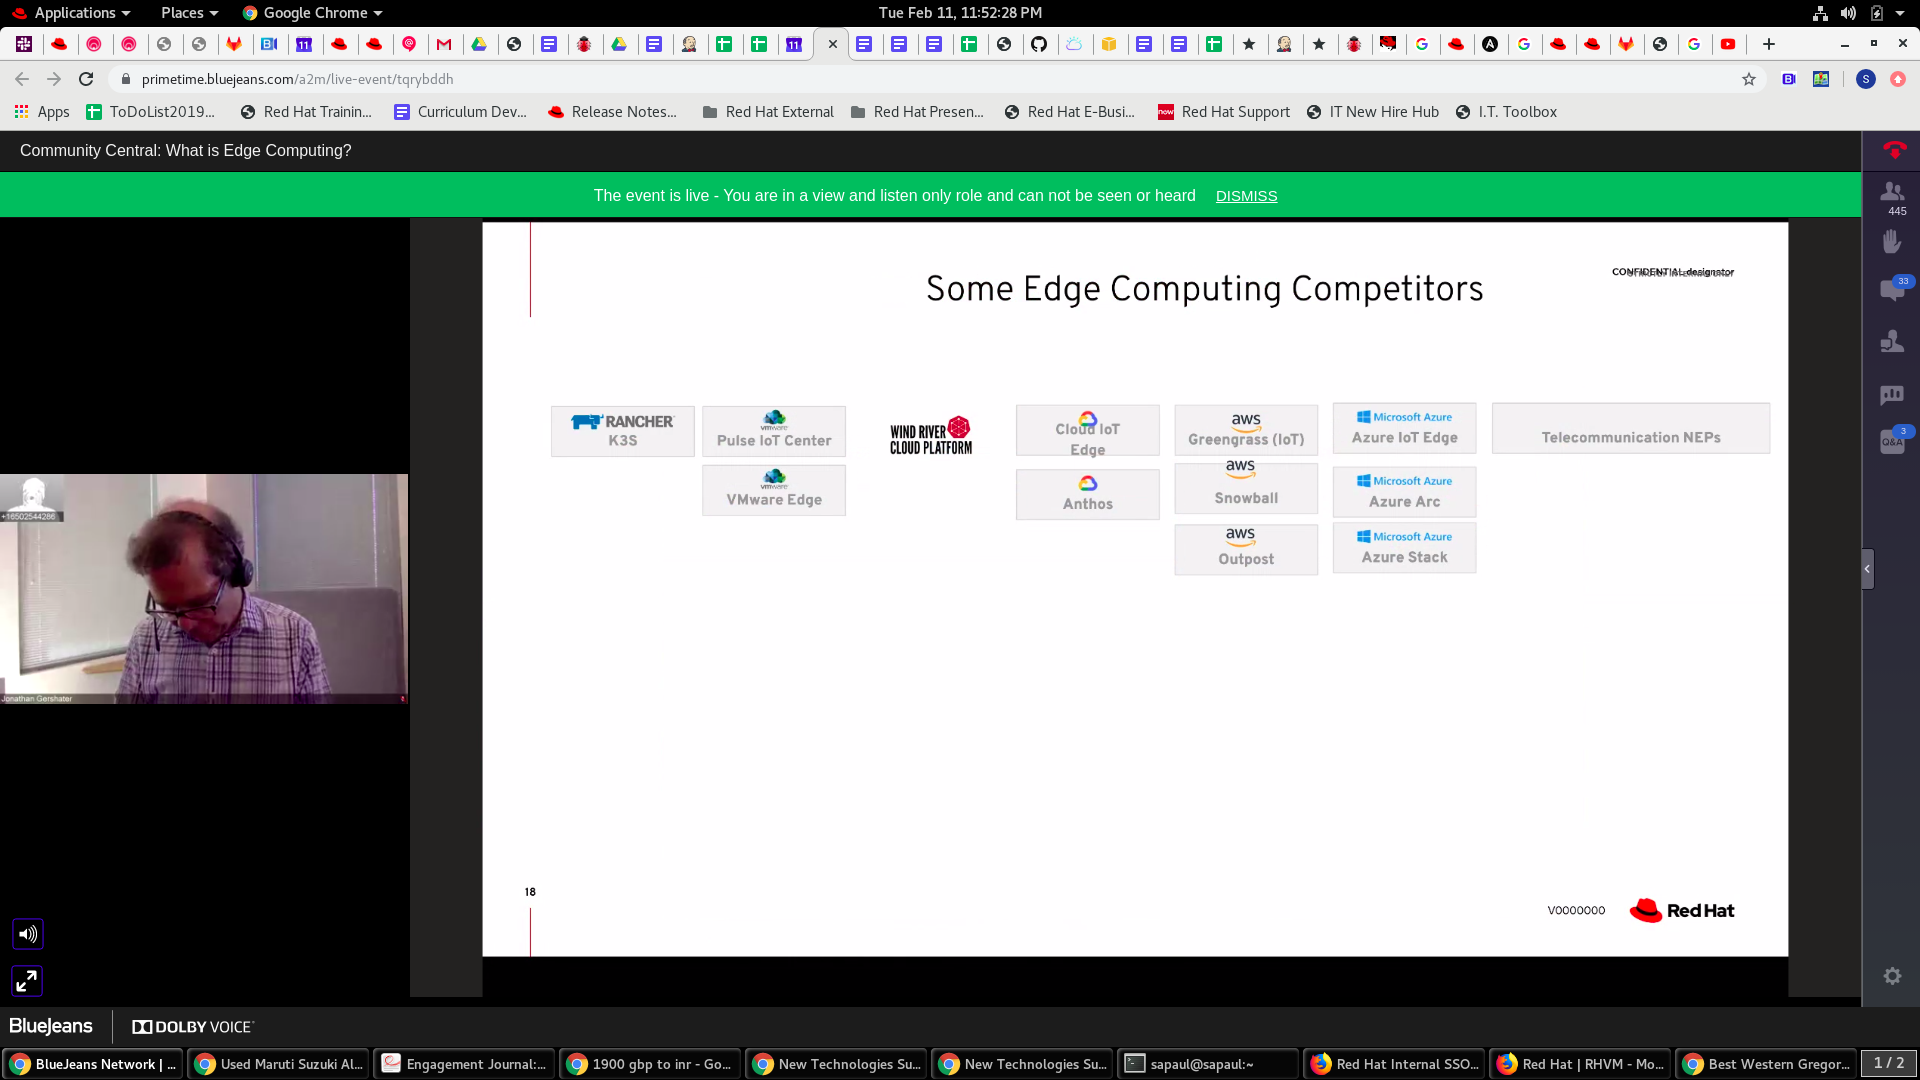 Applications
Places
Google Chrome
Tue Feb 11, 11:52:28 PM
primetime.bluejeans.com/a2m/live-event/tqrybddh
Apps
ToDoList2019...
Red Hat Trainin...
Curriculum Dev...
Release Notes...
Red Hat External
Red Hat Presen...
Red Hat E-Busi...
now
Red Hat Support
IT New Hire Hub
I.T. Toolbox
Community Central: What is Edge Computing?
The event is live - You are in a view and listen only role and can not be seen or heard DISMISS
445
33
Q&A
3
CONFIDENTIAL designator
Some Edge Computing Competitors
RANCHER
K3S
vmware
Pulse IoT Center
vmware
VMware Edge
WIND RIVER
CLOUD PLATFORM
Cloud IoT
Edge
Anthos
aws
Greengrass (IoT)
aws
Snowball
aws
Outpost
Microsoft Azure
Azure IoT Edge
Microsoft Azure
Azure Arc
Microsoft Azure
Azure Stack
Telecommunication NEPs
+16502544286
Jonathan Gershater
18
V0000000
Red Hat
BlueJeans
DOLBY VOICE
BlueJeans Network | ...
Used Maruti Suzuki Al...
Engagement Journal:...
1900 gbp to inr - Go...
New Technologies Su...
New Technologies Su...
sapaul@sapaul:~
Red Hat Internal SSO...
Red Hat | RHVM - Mo...
Best Western Gregor...
1 / 2